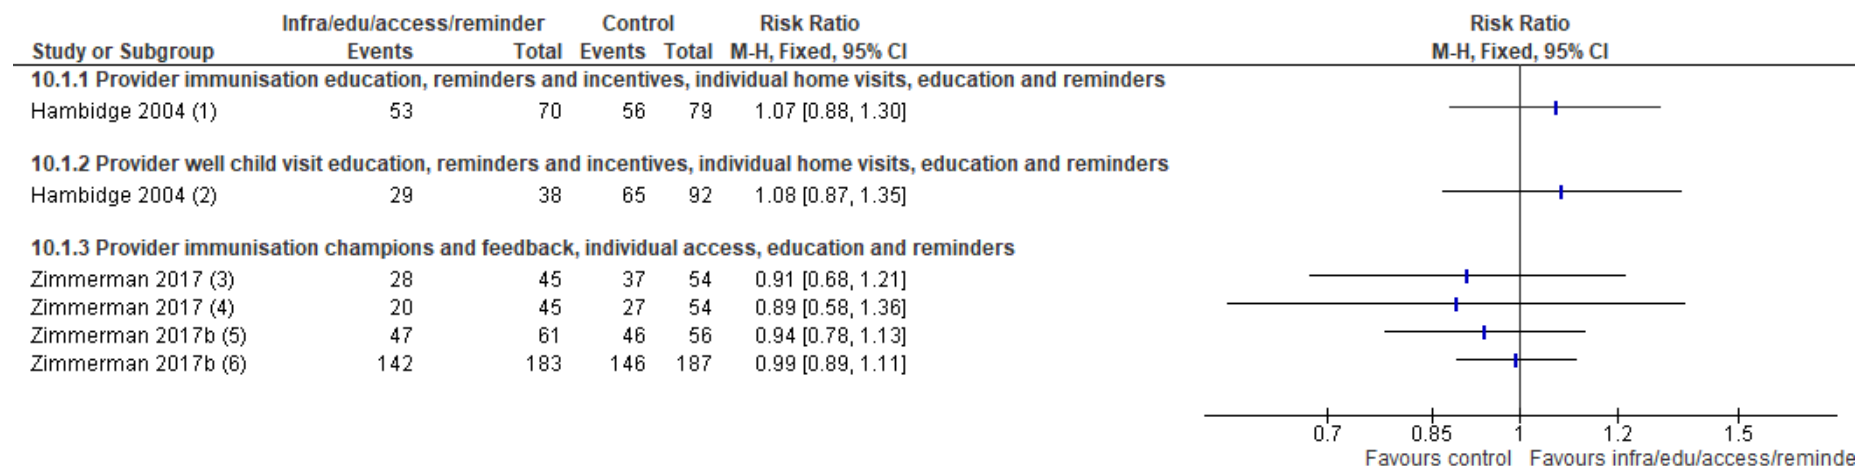 Infra/edu/access/reminder Control Risk Ratio Risk Ratio
Study or Subgroup Events Total Events Total M-H, Fixed, 95% CI M-H, Fixed, 95% CI
10.1.1 Provider immunisation education, reminders and incentives, individual home visits, education and reminders
Hambidge 2004 (1) 53 70 56 79 1.07 [0.88, 1.30]
10.1.2 Provider well child visit education, reminders and incentives, individual home visits, education and reminders
Hambidge 2004 (2) 29 38 65 92 1.08 [0.87, 1.35]
10.1.3 Provider immunisation champions and feedback, individual access, education and reminders
Zimmerman 2017 (3) 28 45 37 54 0.91 [0.68, 1.21]
Zimmerman 2017 (4) 20 45 27 54 0.89 [0.58, 1.36]
Zimmerman 2017b (5) 47 61 46 56 0.94 [0.78, 1.13]
Zimmerman 2017b (6) 142 183 146 187 0.99 [0.89, 1.11]
0.7 0.85 1 1.2 1.5
Favours control Favours infra/edu/access/reminde